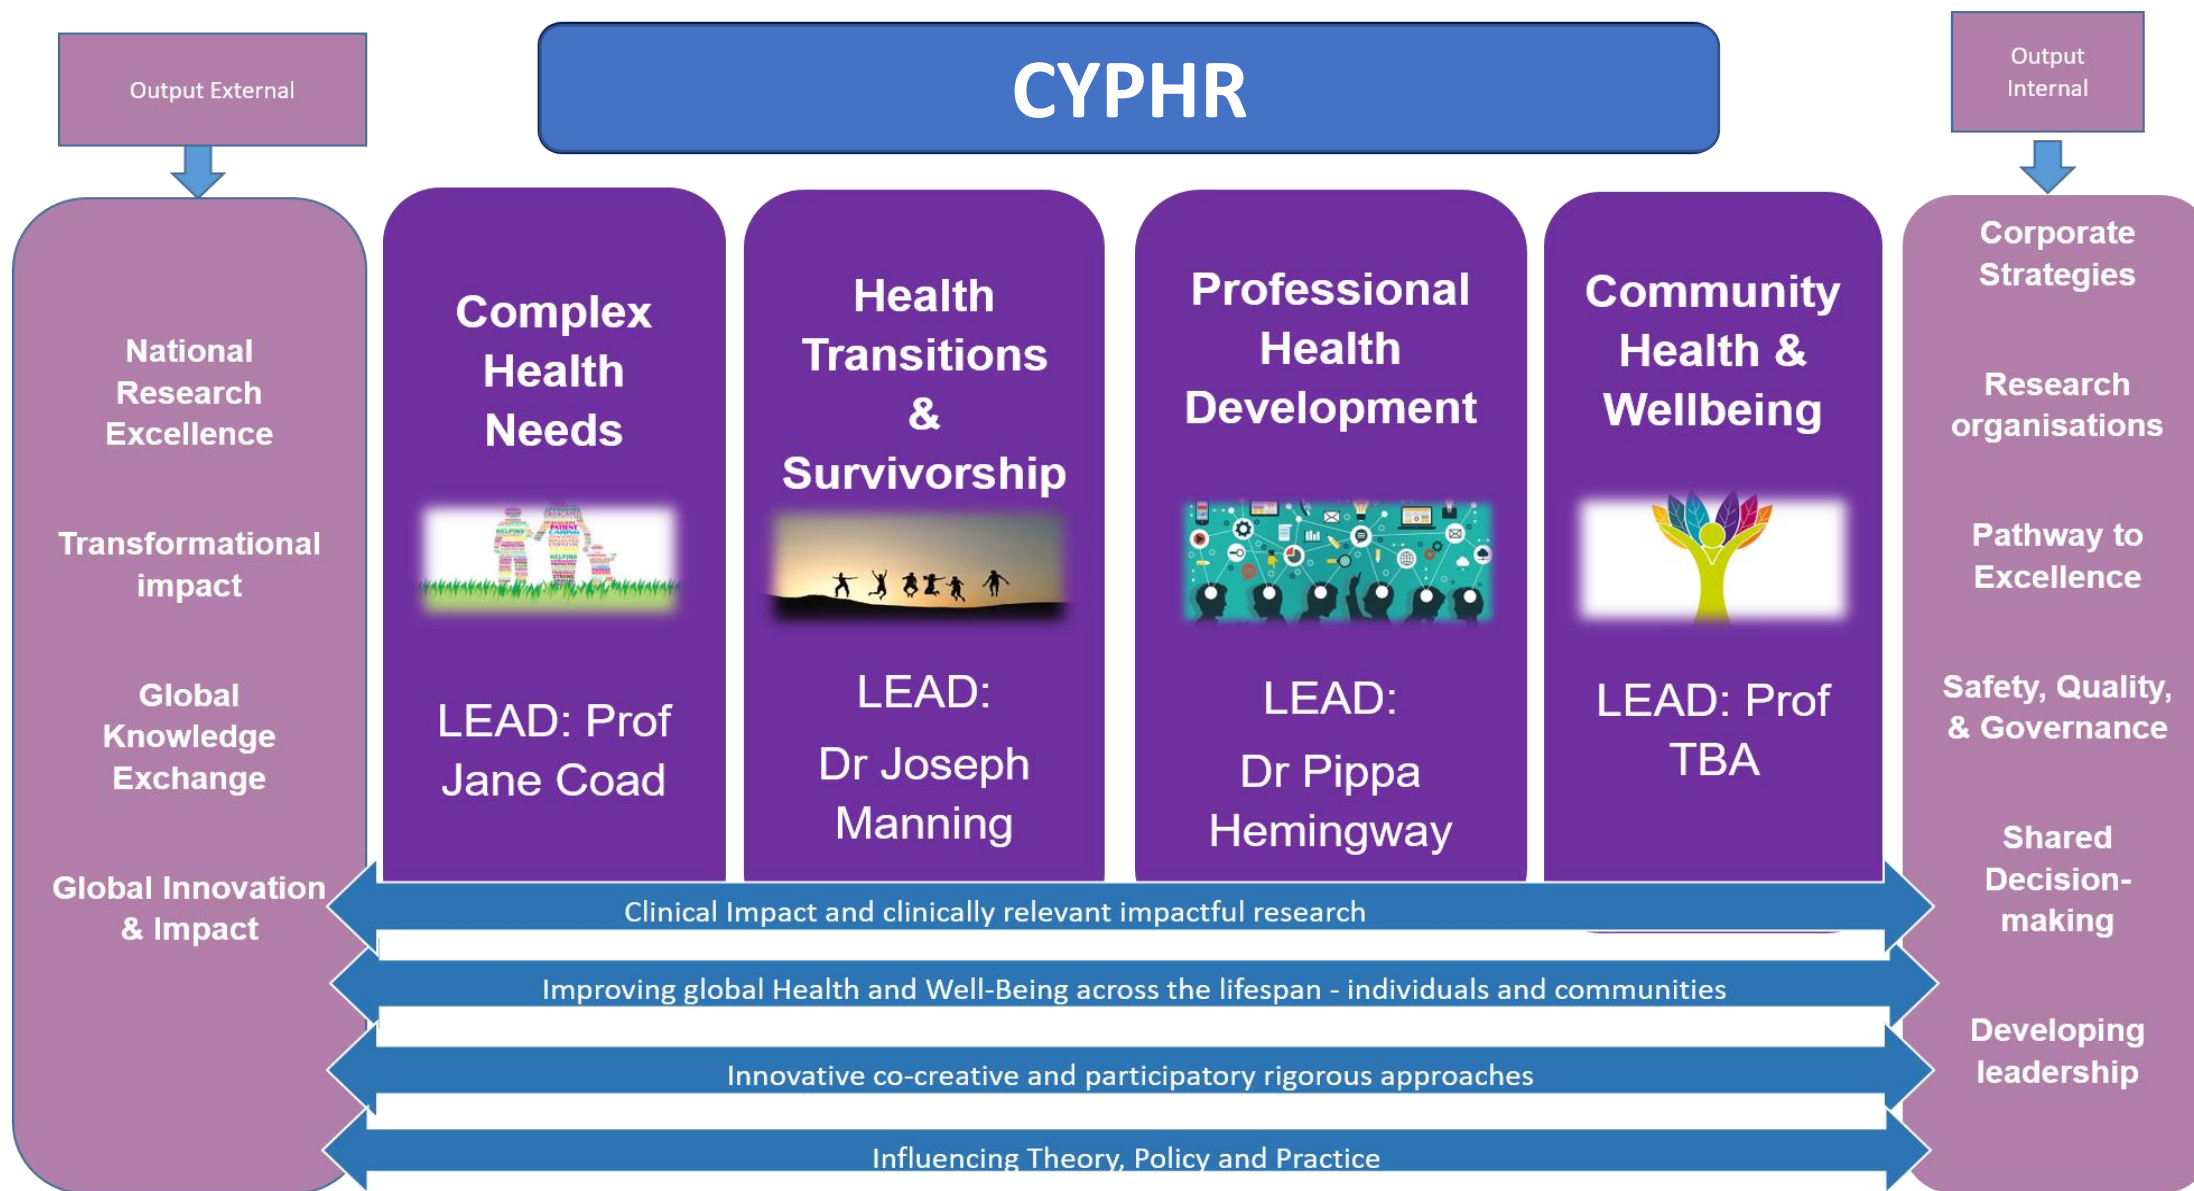 Output External
CYPHR
Output
Internal
National
Research
Excellence
Transformational
impact
Global
Knowledge
Exchange
Global Innovation
& Impact
Complex
Health
Needs
LEAD: Prof
Jane Coad
Health
Transitions
&
Survivorship
LEAD:
Dr Joseph
Manning
Professional
Health
Development
LEAD:
Dr Pippa
Hemingway
Community
Health &
Wellbeing
LEAD: Prof
TBA
Corporate
Strategies
Research
organisations
Pathway to
Excellence
Safety, Quality,
& Governance
Shared
Decision-
making
Developing
leadership
Clinical Impact and clinically relevant impactful research
Improving global Health and Well-Being across the lifespan - individuals and communities
Innovative co-creative and participatory rigorous approaches
Influencing Theory, Policy and Practice